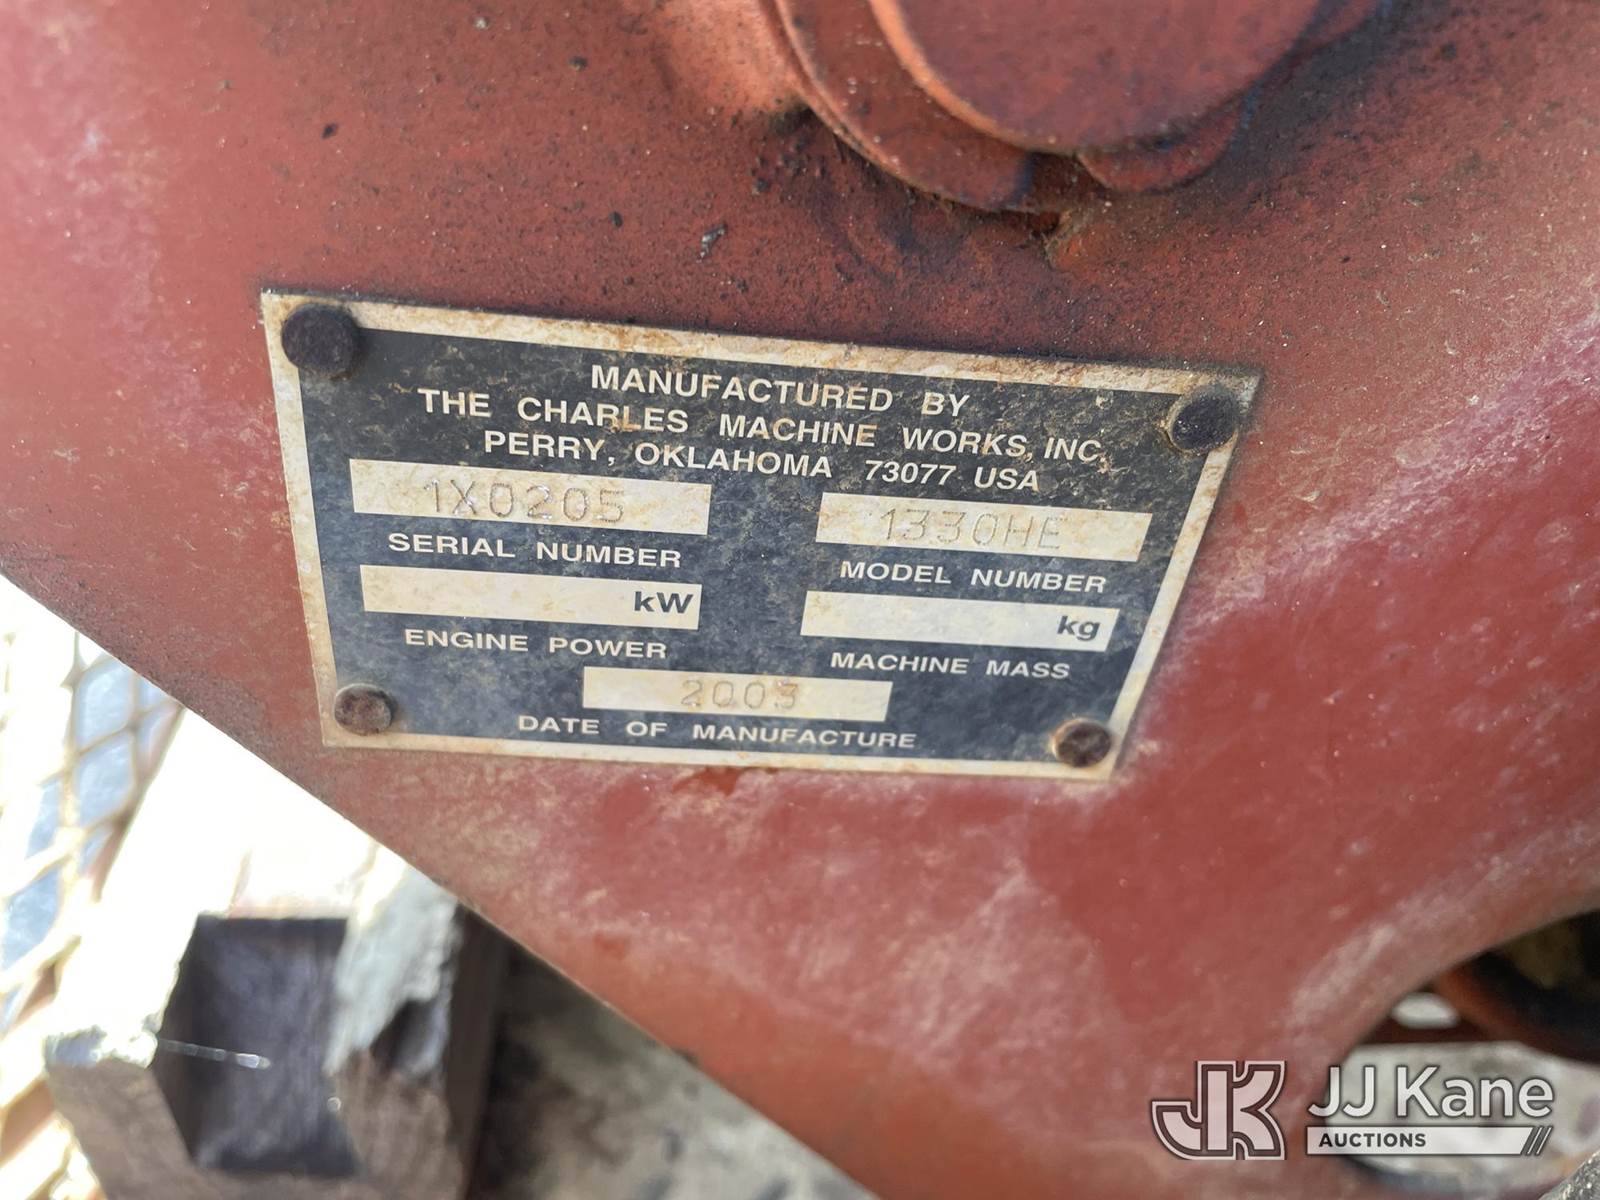 MANUFACTURED BY
THE CHARLES MACHINE WORKS, INC.
PERRY, OKLAHOMA 73077 USA
1X0205 1330HE
SERIAL NUMBER MODEL NUMBER
kW kg
ENGINE POWER MACHINE MASS
2003
DATE OF MANUFACTURE
JK JJ Kane
AUCTIONS